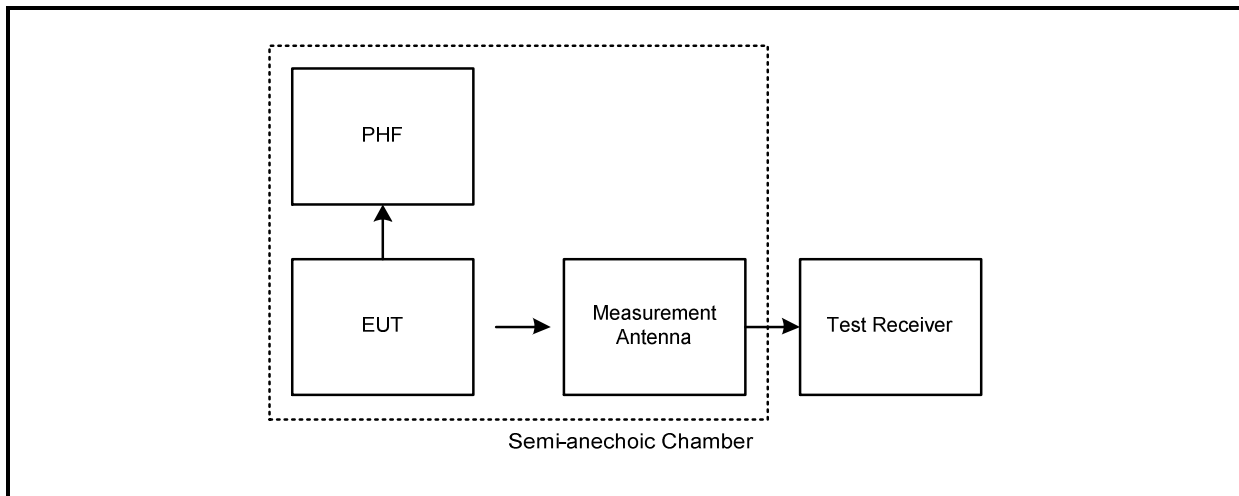 PHF
EUT
Measurement
Antenna
Test Receiver
Semi-anechoic Chamber